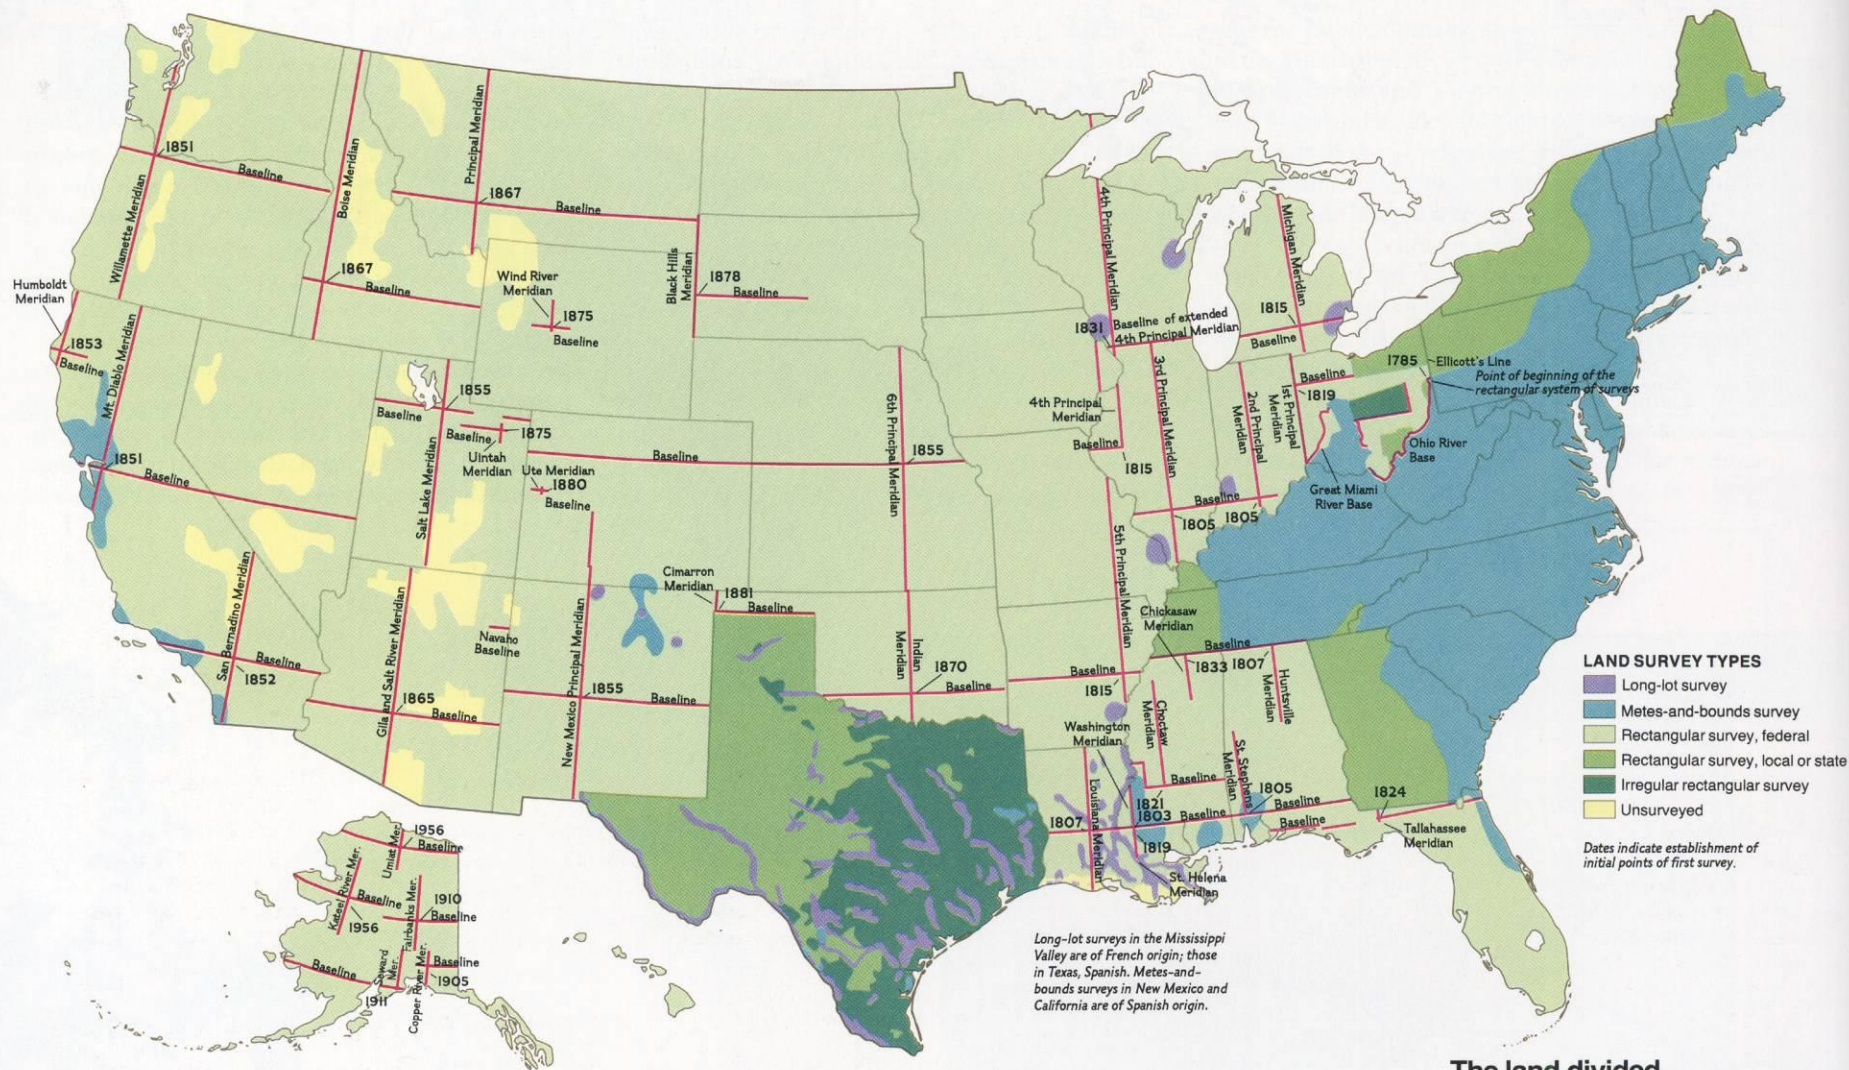 1851
Baseline
Willamette Meridian
Boise Meridian
Principal Meridian
1867
Baseline
1867
Baseline
Humboldt
Meridian
1853
Baseline
Mt. Diablo Meridian
Wind River
Meridian
1875
Baseline
Black Hills
Meridian
1878
Baseline
1855
Baseline
Salt Lake Meridian
Baseline
1875
Uintah
Meridian
Ute Meridian
1880
Baseline
1851
Baseline
Baseline
6th Principal Meridian
1855
4th Principal Meridian
Michigan Meridian
1831
Baseline of extended
4th Principal Meridian
1815
Baseline
4th Principal
Meridian
Baseline
1815
3rd Principal Meridian
2nd Principal
Meridian
1st Principal
Meridian
Baseline
1819
1785
Ellicott's Line
Point of beginning of the
rectangular system of surveys
Ohio River
Base
Great Miami
River Base
Baseline
1805
1805
5th Principal Meridian
San Bernadino Meridian
Baseline
1852
Gila and Salt River Meridian
1865
Baseline
Navaho
Baseline
New Mexico Principal Meridian
1855
Baseline
Cimarron
Meridian
1881
Baseline
Indian
Meridian
1870
Baseline
Baseline
1815
Chickasaw
Meridian
Baseline
1833
1807
Huntsville
Meridian
Washington
Meridian
Choctaw
Meridian
St. Stephens
Meridian
Baseline
1821
1803
Baseline
1805
Baseline
Baseline
1824
Tallahassee
Meridian
1807
Louisiana Meridian
1819
St. Helena
Meridian
LAND SURVEY TYPES
Long-lot survey
Metes-and-bounds survey
Rectangular survey, federal
Rectangular survey, local or state
Irregular rectangular survey
Unsurveyed
Dates indicate establishment of
initial points of first survey.
Long-lot surveys in the Mississippi
Valley are of French origin; those
in Texas, Spanish. Metes-and-
bounds surveys in New Mexico and
California are of Spanish origin.
1956
Umiat Mer.
Baseline
Kateel River Mer.
Baseline
1956
Fairbanks Mer.
1910
Baseline
Baseline
Seward
Mer.
1911
Copper River Mer.
Baseline
1905
The land divided